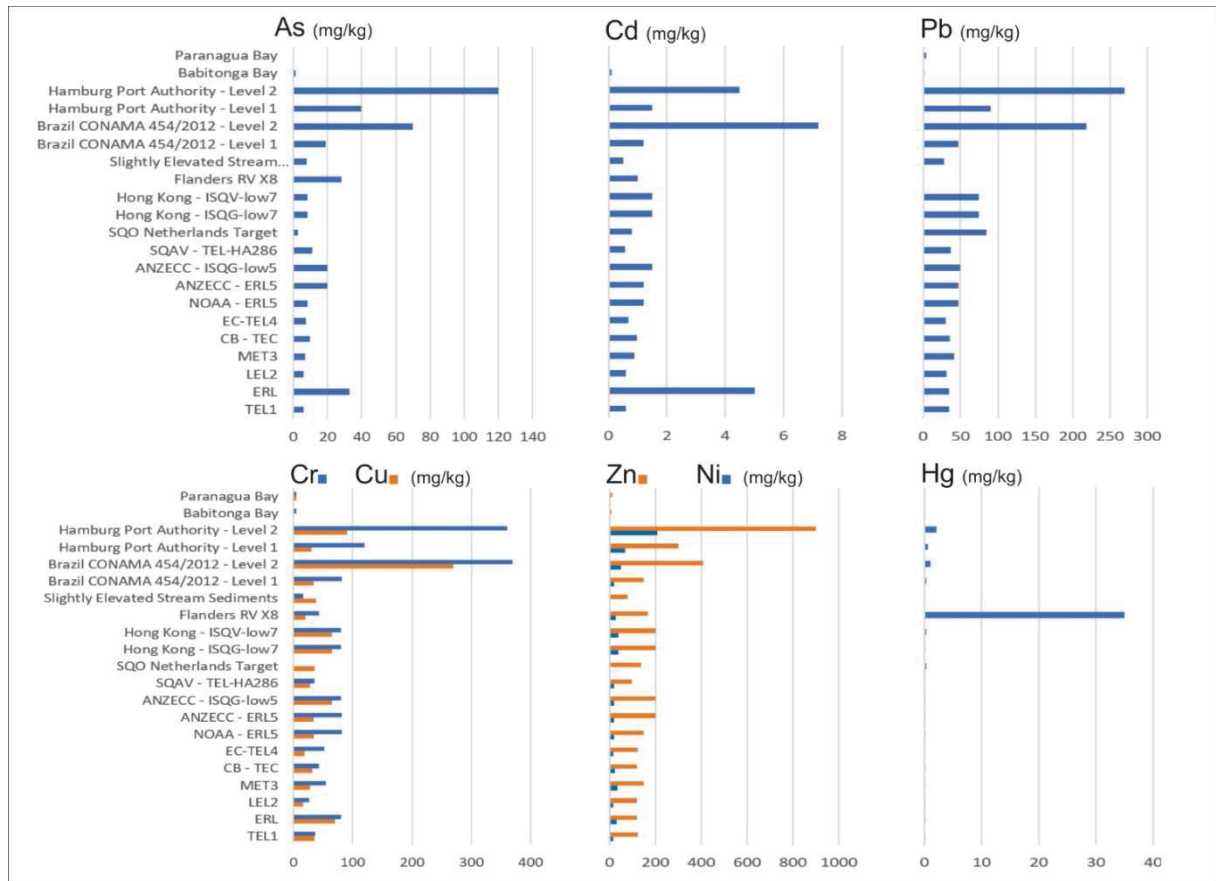 As (mg/kg) Cd (mg/kg) Pb (mg/kg)
Paranagua Bay
Babitonga Bay
Hamburg Port Authority - Level 2
Hamburg Port Authority - Level 1
Brazil CONAMA 454/2012 - Level 2
Brazil CONAMA 454/2012 - Level 1
Slightly Elevated Stream...
Flanders RV X8
Hong Kong - ISQV-low7
Hong Kong - ISQG-low7
SQO Netherlands Target
SQAV - TEL-HA286
ANZECC - ISQG-low5
ANZECC - ERL5
NOAA - ERL5
EC-TEL4
CB - TEC
MET3
LEL2
ERL
TEL1
0 20 40 60 80 100 120 140 0 2 4 6 8 0 50 100 150 200 250 300
Cr Cu (mg/kg) Zn Ni (mg/kg) Hg (mg/kg)
Paranagua Bay
Babitonga Bay
Hamburg Port Authority - Level 2
Hamburg Port Authority - Level 1
Brazil CONAMA 454/2012 - Level 2
Brazil CONAMA 454/2012 - Level 1
Slightly Elevated Stream Sediments
Flanders RV X8
Hong Kong - ISQV-low7
Hong Kong - ISQG-low7
SQO Netherlands Target
SQAV - TEL-HA286
ANZECC - ISQG-low5
ANZECC - ERL5
NOAA - ERL5
EC-TEL4
CB - TEC
MET3
LEL2
ERL
TEL1
0 100 200 300 400 0 200 400 600 800 1000 0 10 20 30 40